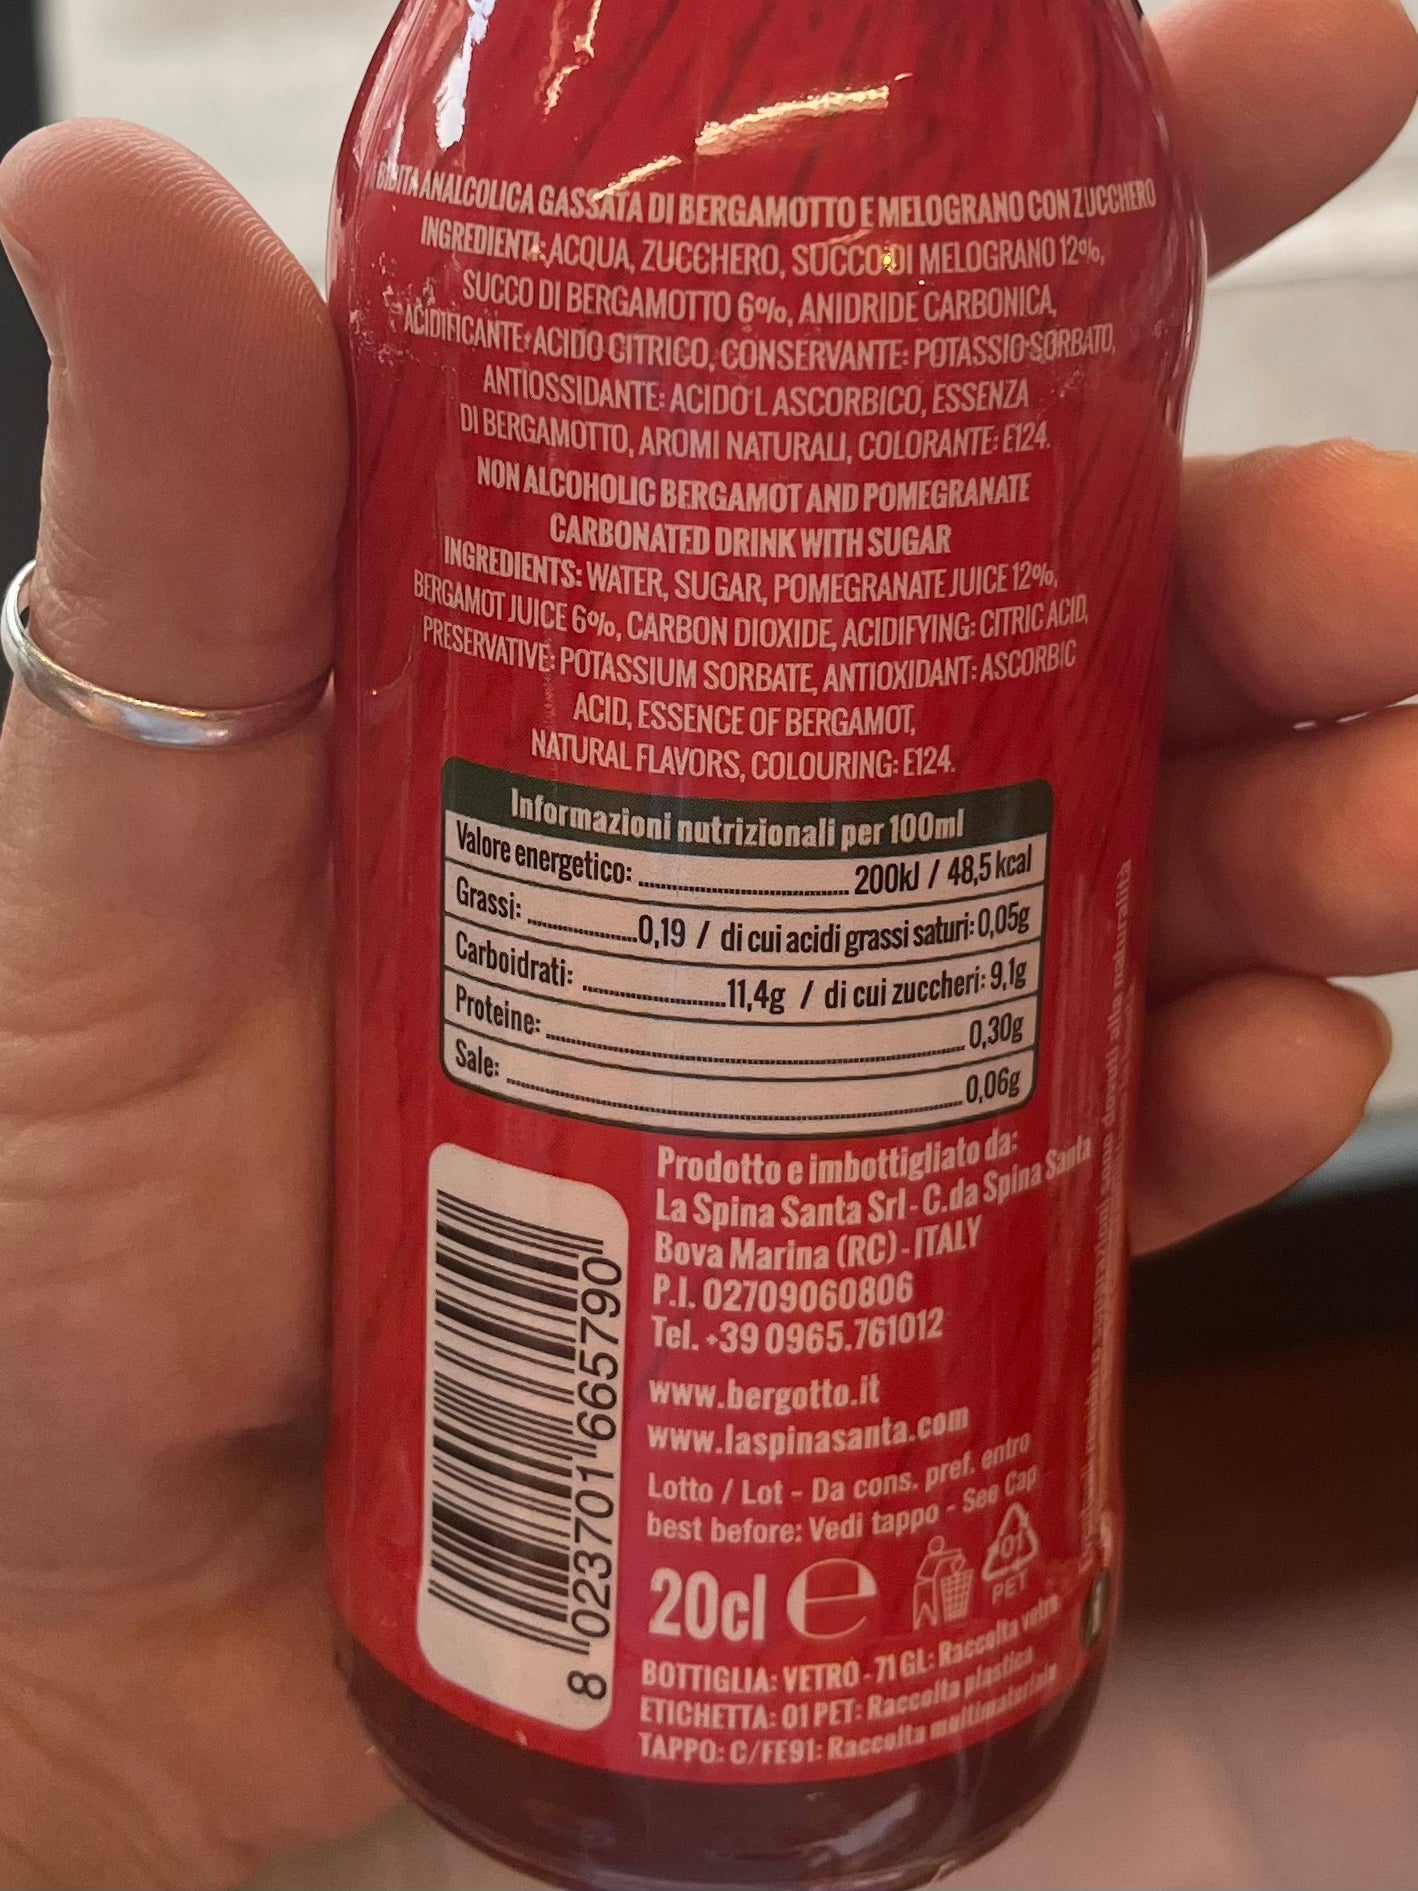 BIBITA ANALCOLICA GASSATA DI BERGAMOTTO E MELOGRANO CON ZUCCHERO
INGREDIENTI: ACQUA, ZUCCHERO, SUCCO DI MELOGRANO 12%,
SUCCO DI BERGAMOTTO 6%, ANIDRIDE CARBONICA,
ACIDIFICANTE: ACIDO CITRICO, CONSERVANTE: POTASSIO SORBATO,
ANTIOSSIDANTE: ACIDO L ASCORBICO, ESSENZA
DI BERGAMOTTO, AROMI NATURALI, COLORANTE: E124.
NON ALCOHOLIC BERGAMOT AND POMEGRANATE
CARBONATED DRINK WITH SUGAR
INGREDIENTS: WATER, SUGAR, POMEGRANATE JUICE 12%,
BERGAMOT JUICE 6%, CARBON DIOXIDE, ACIDIFYING: CITRIC ACID,
PRESERVATIVE: POTASSIUM SORBATE, ANTIOXIDANT: ASCORBIC
ACID, ESSENCE OF BERGAMOT,
NATURAL FLAVORS, COLOURING: E124.
Informazioni nutrizionali per 100ml
Valore energetico: 200kJ / 48,5 kcal
Grassi: 0,19 / di cui acidi grassi saturi: 0,05g
Carboidrati: 11,4g / di cui zuccheri: 9,1g
Proteine: 0,30g
Sale: 0,06g
Prodotto e imbottigliato da:
La Spina Santa Srl - C.da Spina Santa
Bova Marina (RC) - ITALY
P.I. 02709060806
Tel. +39 0965.761012
www.bergotto.it
www.laspinasanta.com
Lotto / Lot - Da cons. pref. entro
best before: Vedi tappo - See Cap
20cl e
01
PET
BOTTIGLIA: VETRO - 71 GL: Raccolta vetro
ETICHETTA: 01 PET: Raccolta plastica
TAPPO: C/FE91: Raccolta multimateriale
8 023701 665790
sono dovuti alla naturalità